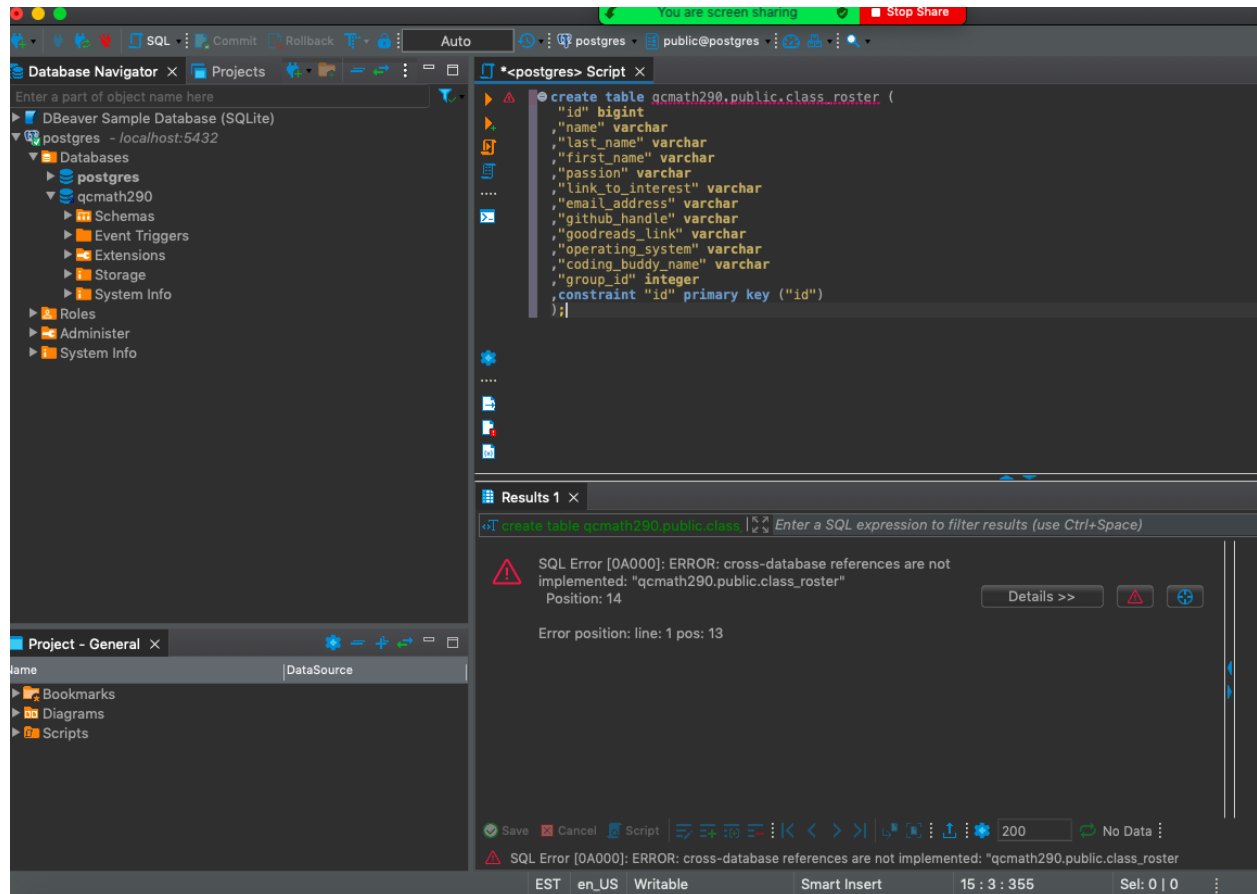 You are screen sharing
Stop Share
SQL
Commit
Rollback
Auto
postgres
public@postgres
Database Navigator
Projects
Enter a part of object name here
DBeaver Sample Database (SQLite)
postgres - localhost:5432
Databases
postgres
qcmath290
Schemas
Event Triggers
Extensions
Storage
System Info
Roles
Administer
System Info
*<postgres> Script
create table qcmath290.public.class_roster (
"id" bigint
,"name" varchar
,"last_name" varchar
,"first_name" varchar
,"passion" varchar
,"link_to_interest" varchar
,"email_address" varchar
,"github_handle" varchar
,"goodreads_link" varchar
,"operating_system" varchar
,"coding_buddy_name" varchar
,"group_id" integer
,constraint "id" primary key ("id")
);
Results 1
create table qcmath290.public.class_
Enter a SQL expression to filter results (use Ctrl+Space)
SQL Error [0A000]: ERROR: cross-database references are not
implemented: "qcmath290.public.class_roster"
Position: 14
Error position: line: 1 pos: 13
Details >>
Project - General
Name
DataSource
Bookmarks
Diagrams
Scripts
Save
Cancel
Script
200
No Data
SQL Error [0A000]: ERROR: cross-database references are not implemented: "qcmath290.public.class_roster
EST
en_US
Writable
Smart Insert
15 : 3 : 355
Sel: 0 | 0